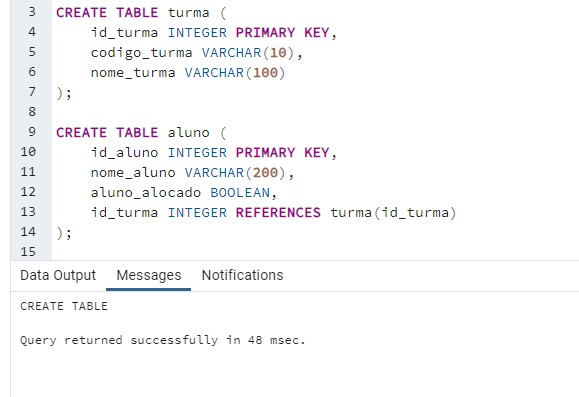 3 CREATE TABLE turma (
4     id_turma INTEGER PRIMARY KEY,
5     codigo_turma VARCHAR(10),
6     nome_turma VARCHAR(100)
7 );
8
9 CREATE TABLE aluno (
10     id_aluno INTEGER PRIMARY KEY,
11     nome_aluno VARCHAR(200),
12     aluno_alocado BOOLEAN,
13     id_turma INTEGER REFERENCES turma(id_turma)
14 );
15
Data Output Messages Notifications
CREATE TABLE
Query returned successfully in 48 msec.